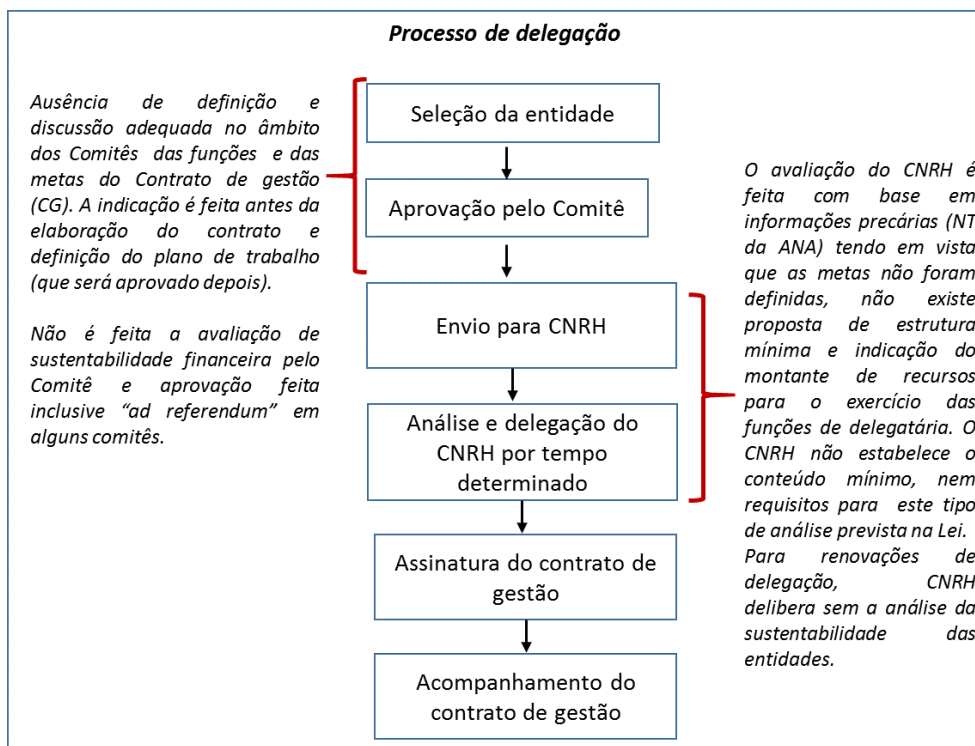 Processo de delegação
Ausência de definição e
discussão adequada no âmbito
dos Comitês das funções e das
metas do Contrato de gestão
(CG). A indicação é feita antes da
elaboração do contrato e
definição do plano de trabalho
(que será aprovado depois).
Não é feita a avaliação de
sustentabilidade financeira pelo
Comitê e aprovação feita
inclusive “ad referendum” em
alguns comitês.
Seleção da entidade
Aprovação pelo Comitê
Envio para CNRH
Análise e delegação do
CNRH por tempo
determinado
Assinatura do contrato de
gestão
Acompanhamento do
contrato de gestão
O avaliação do CNRH é
feita com base em
informações precárias (NT
da ANA) tendo em vista
que as metas não foram
definidas, não existe
proposta de estrutura
mínima e indicação do
montante de recursos
para o exercício das
funções de delegatária. O
CNRH não estabelece o
conteúdo mínimo, nem
requisitos para este tipo
de análise prevista na Lei.
Para renovações de
delegação, CNRH
delibera sem a análise da
sustentabilidade das
entidades.